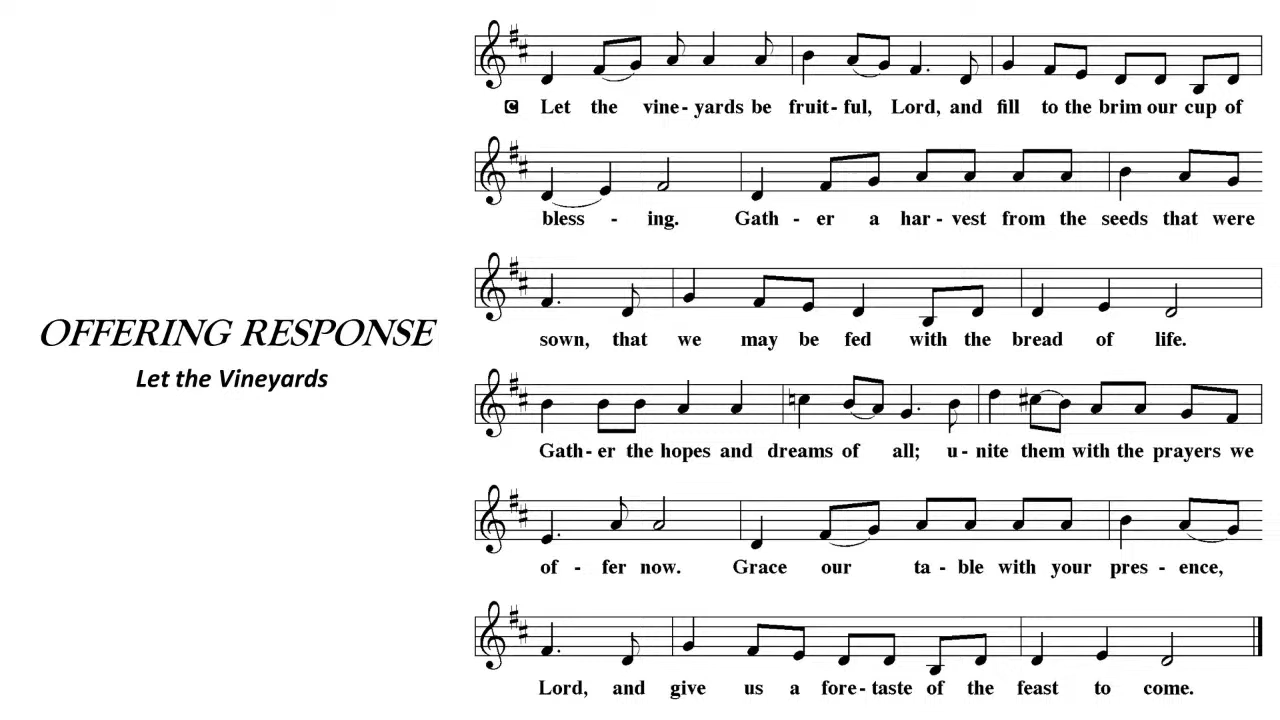 OFFERING RESPONSE
Let the Vineyards
C Let the vine- yards be fruit- ful, Lord, and fill to the brim our cup of
bless - ing. Gath - er a har - vest from the seeds that were
sown, that we may be fed with the bread of life.
Gath- er the hopes and dreams of all; u- nite them with the prayers we
of - fer now. Grace our ta - ble with your pres - ence,
Lord, and give us a fore- taste of the feast to come.